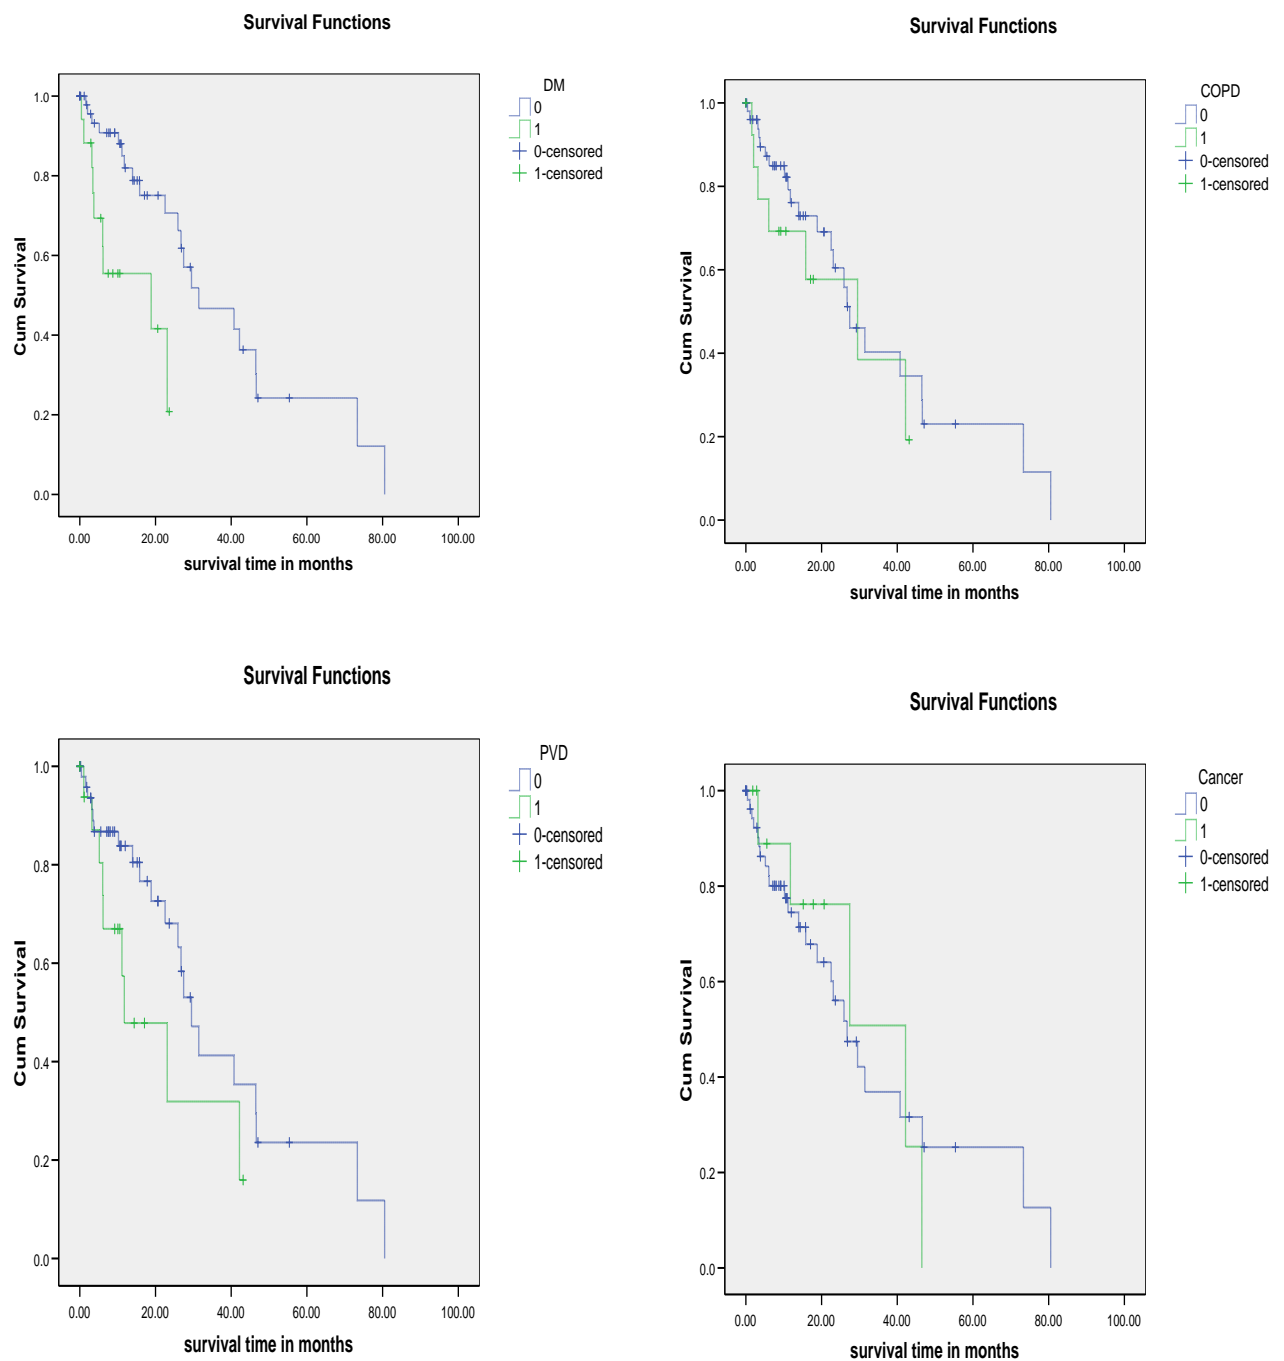 Survival Functions
DM
0
1
0-censored
1-censored
Cum Survival
1.0
0.8
0.6
0.4
0.2
0.0
0.00 20.00 40.00 60.00 80.00 100.00
survival time in months
Survival Functions
COPD
0
1
0-censored
1-censored
Cum Survival
1.0
0.8
0.6
0.4
0.2
0.0
0.00 20.00 40.00 60.00 80.00 100.00
survival time in months
Survival Functions
PVD
0
1
0-censored
1-censored
Cum Survival
1.0
0.8
0.6
0.4
0.2
0.0
0.00 20.00 40.00 60.00 80.00 100.00
survival time in months
Survival Functions
Cancer
0
1
0-censored
1-censored
Cum Survival
1.0
0.8
0.6
0.4
0.2
0.0
0.00 20.00 40.00 60.00 80.00 100.00
survival time in months